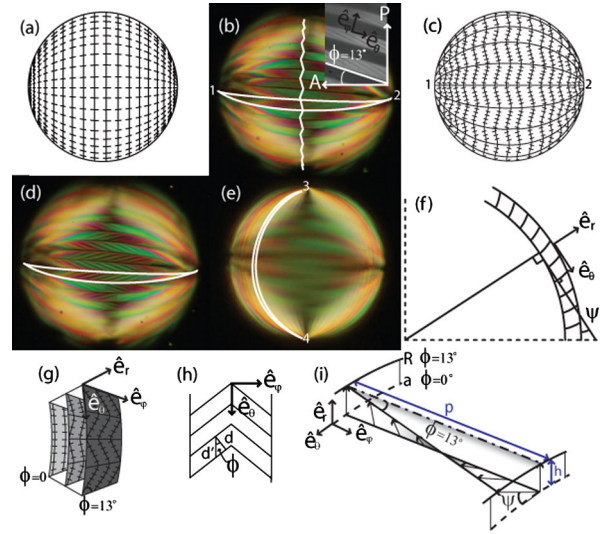 (a)
(b)
P
ê_φ
ê_θ
ϕ=13°
A
1
2
(c)
1
2
(d)
(e)
3
4
(f)
ê_r
ê_θ
ψ
(g)
ê_r
ê_θ
ê_φ
ϕ=0
ϕ=13°
(h)
ê_φ
ê_θ
d
d'
ϕ
(i)
R ϕ=13°
a ϕ=0°
p
ê_r
ê_θ
ê_φ
ϕ=13°
h
ψ